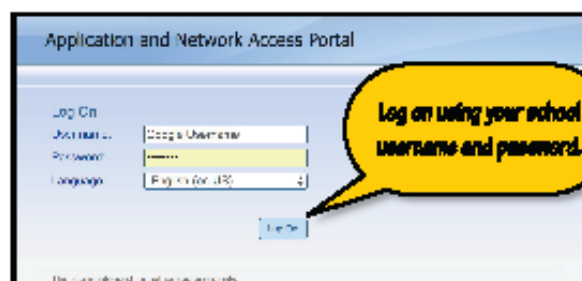 Application and Network Access Portal
Log On
Username
Google Username
Password
Language
English (en-US)
Log On
Log on using your school
username and password.